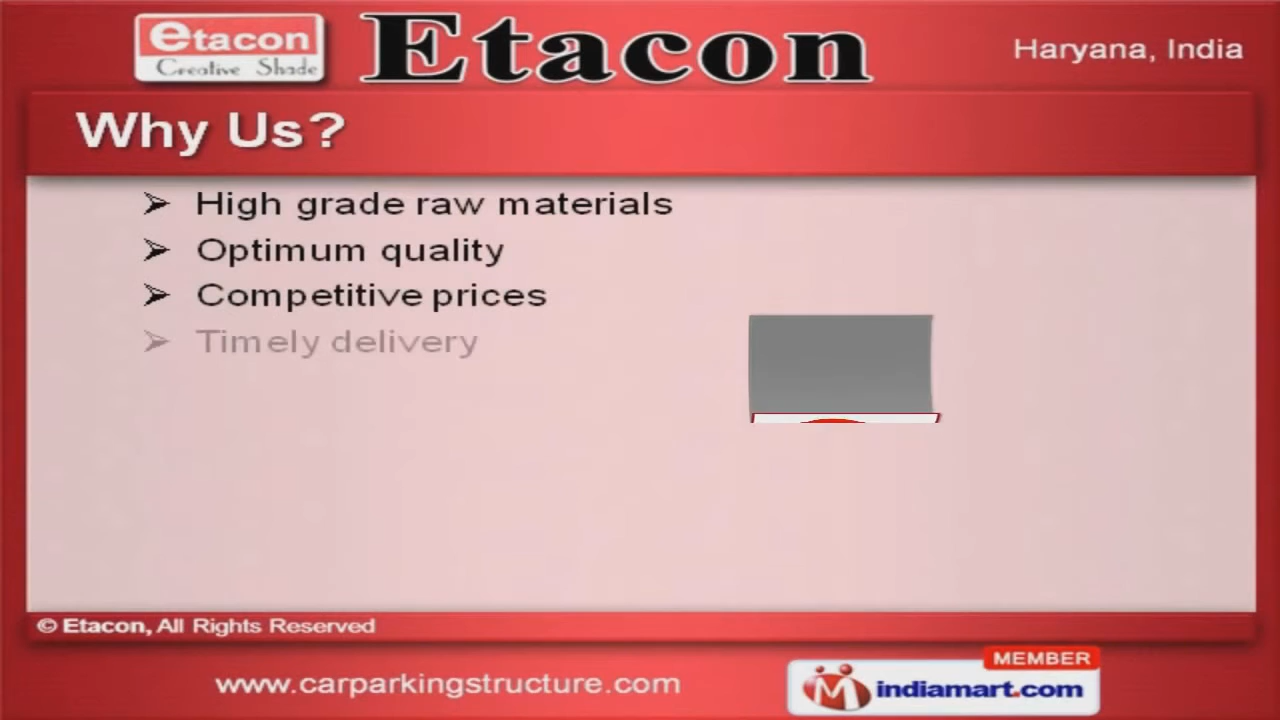 etacon
Creative Shade
Etacon
Haryana, India
Why Us?
➢ High grade raw materials
➢ Optimum quality
➢ Competitive prices
➢ Timely delivery
© Etacon, All Rights Reserved
www.carparkingstructure.com
MEMBER
indiamart.com